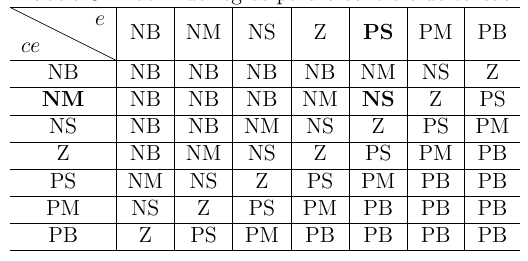 e NB NM NS Z PS PM PB
ce
NB NB NB NB NB NM NS Z
NM NB NB NB NM NS Z PS
NS NB NB NM NS Z PS PM
Z NB NM NS Z PS PM PB
PS NM NS Z PS PM PB PB
PM NS Z PS PM PB PB PB
PB Z PS PM PB PB PB PB